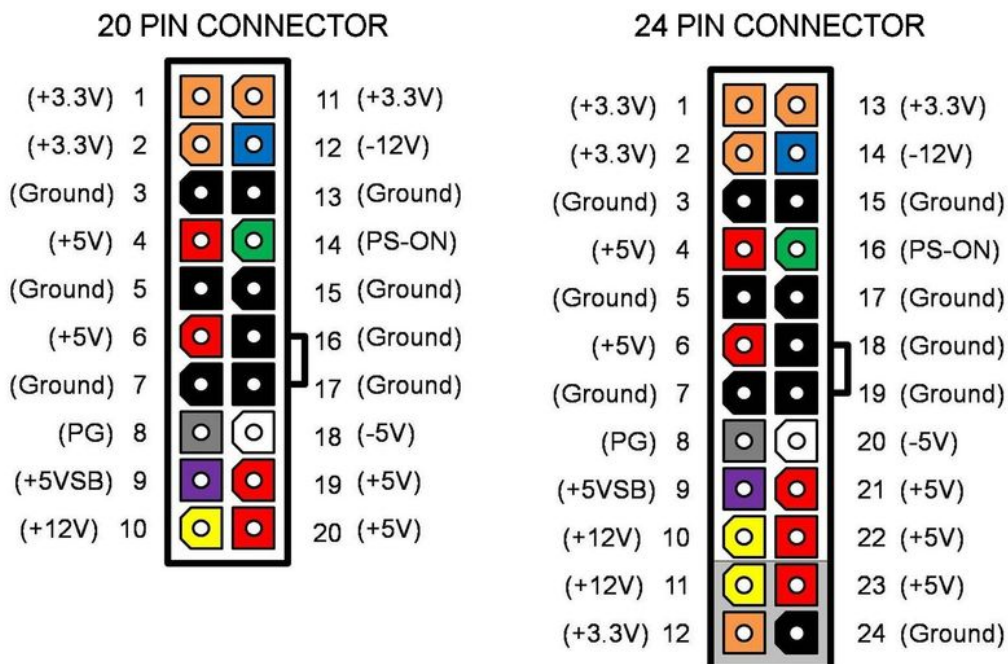 20 PIN CONNECTOR
(+3.3V) 1
(+3.3V) 2
(Ground) 3
(+5V) 4
(Ground) 5
(+5V) 6
(Ground) 7
(PG) 8
(+5VSB) 9
(+12V) 10
11 (+3.3V)
12 (-12V)
13 (Ground)
14 (PS-ON)
15 (Ground)
16 (Ground)
17 (Ground)
18 (-5V)
19 (+5V)
20 (+5V)
24 PIN CONNECTOR
(+3.3V) 1
(+3.3V) 2
(Ground) 3
(+5V) 4
(Ground) 5
(+5V) 6
(Ground) 7
(PG) 8
(+5VSB) 9
(+12V) 10
(+12V) 11
(+3.3V) 12
13 (+3.3V)
14 (-12V)
15 (Ground)
16 (PS-ON)
17 (Ground)
18 (Ground)
19 (Ground)
20 (-5V)
21 (+5V)
22 (+5V)
23 (+5V)
24 (Ground)